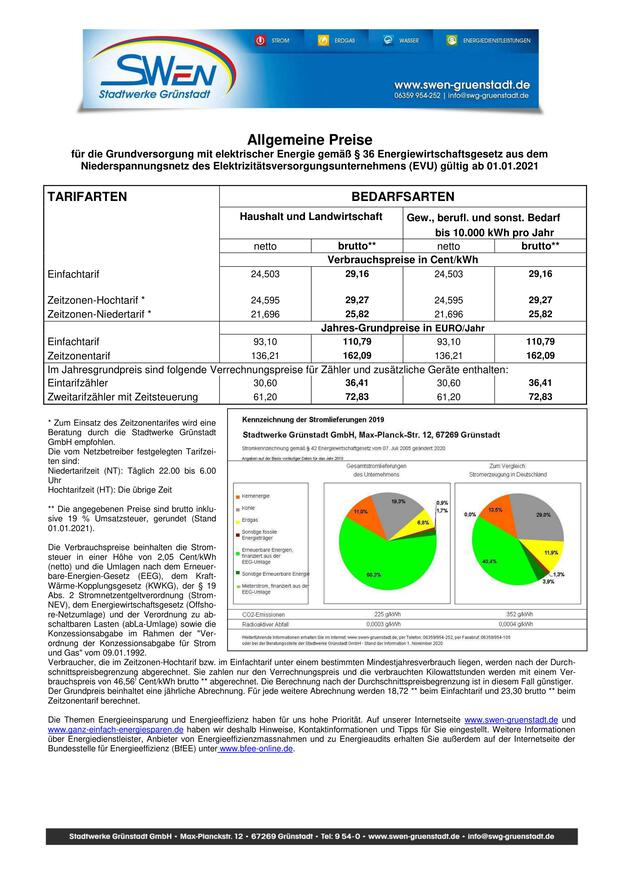 STROM ERDGAS WASSER ENERGIEDIENSTLEISTUNGEN
SWEN
Stadtwerke Grünstadt
www.swen-gruenstadt.de
06359 954-252 | info@swg-gruenstadt.de
Allgemeine Preise
für die Grundversorgung mit elektrischer Energie gemäß § 36 Energiewirtschaftsgesetz aus dem
Niederspannungsnetz des Elektrizitätsversorgungsunternehmens (EVU) gültig ab 01.01.2021
TARIFARTEN BEDARFSARTEN
Haushalt und Landwirtschaft Gew., berufl. und sonst. Bedarf
bis 10.000 kWh pro Jahr
netto brutto** netto brutto**
Verbrauchspreise in Cent/kWh
Einfachtarif 24,503 29,16 24,503 29,16
Zeitzonen-Hochtarif * 24,595 29,27 24,595 29,27
Zeitzonen-Niedertarif * 21,696 25,82 21,696 25,82
Jahres-Grundpreise in EURO/Jahr
Einfachtarif 93,10 110,79 93,10 110,79
Zeitzonentarif 136,21 162,09 136,21 162,09
Im Jahresgrundpreis sind folgende Verrechnungspreise für Zähler und zusätzliche Geräte enthalten:
Eintarifzähler 30,60 36,41 30,60 36,41
Zweitarifzähler mit Zeitsteuerung 61,20 72,83 61,20 72,83
* Zum Einsatz des Zeitzonentarifes wird eine
Beratung durch die Stadtwerke Grünstadt
GmbH empfohlen.
Die vom Netzbetreiber festgelegten Tarifzei-
ten sind:
Niedertarifzeit (NT): Täglich 22.00 bis 6.00
Uhr
Hochtarifzeit (HT): Die übrige Zeit
** Die angegebenen Preise sind brutto inklu-
sive 19 % Umsatzsteuer, gerundet (Stand
01.01.2021).
Die Verbrauchspreise beinhalten die Strom-
steuer in einer Höhe von 2,05 Cent/kWh
(netto) und die Umlagen nach dem Erneuer-
bare-Energien-Gesetz (EEG), dem Kraft-
Wärme-Kopplungsgesetz (KWKG), der § 19
Abs. 2 Stromnetzentgeltverordnung (Strom-
NEV), dem Energiewirtschaftsgesetz (Offsho-
re-Netzumlage) und der Verordnung zu ab-
schaltbaren Lasten (abLa-Umlage) sowie die
Konzessionsabgabe im Rahmen der "Ver-
ordnung der Konzessionsabgabe für Strom
und Gas" vom 09.01.1992.
Kennzeichnung der Stromlieferungen 2019
Stadtwerke Grünstadt GmbH, Max-Planck-Str. 12, 67269 Grünstadt
Stromkennzeichnung gemäß § 42 Energiewirtschaftsgesetz vom 07. Juli 2005 geändert 2020
Angaben auf der Basis vorläufiger Daten für das Jahr 2019
Gesamtstromlieferungen
des Unternehmens
Zum Vergleich:
Stromerzeugung in Deutschland
Kernenergie
Kohle
Erdgas
Sonstige fossile
Energieträger
Erneuerbare Energien,
finanziert aus der
EEG-Umlage
Sonstige Erneuerbare Energie
Mieterstrom, finanziert aus der
EEG-Umlage
11,0%
19,3%
6,8%
0,9%
1,7%
60,3%
0,0%
13,5%
29,0%
11,9%
1,3%
3,9%
40,4%
CO2-Emissionen 225 g/kWh 352 g/kWh
Radioaktiver Abfall 0,0003 g/kWh 0,0004 g/kWh
Weiterführende Informationen erhalten Sie im Internet: www.swen-gruenstadt.de, per Telefon: 06359/954-252, per Faxabruf: 06359/954-105
oder bei der Beratungsstelle der Stadtwerke Grünstadt GmbH - Stand der Information 1. November 2020
Verbraucher, die im Zeitzonen-Hochtarif bzw. im Einfachtarif unter einem bestimmten Mindestjahresverbrauch liegen, werden nach der Durch-
schnittspreisbegrenzung abgerechnet. Sie zahlen nur den Verrechnungspreis und die verbrauchten Kilowattstunden werden mit einem Ver-
brauchspreis von 46,56 Cent/kWh brutto ** abgerechnet. Die Berechnung nach der Durchschnittspreisbegrenzung ist in diesem Fall günstiger.
Der Grundpreis beinhaltet eine jährliche Abrechnung. Für jede weitere Abrechnung werden 18,72 ** beim Einfachtarif und 23,30 ** beim
Zeitzonentarif berechnet.
Die Themen Energieeinsparung und Energieeffizienz haben für uns hohe Priorität. Auf unserer Internetseite www.swen-gruenstadt.de und
www.ganz-einfach-energiesparen.de haben wir deshalb Hinweise, Kontaktinformationen und Tipps für Sie eingestellt. Weitere Informationen
über Energiedienstleister, Anbieter von Energieeffizienzmassnahmen und zu Energieaudits erhalten Sie außerdem auf der Internetseite der
Bundesstelle für Energieeffizienz (BfEE) unter www.bfee-online.de.
Stadtwerke Grünstadt GmbH • Max-Planckstr. 12 • 67269 Grünstadt • Tel: 9 54-0 • www.swen-gruenstadt.de • info@swg-gruenstadt.de